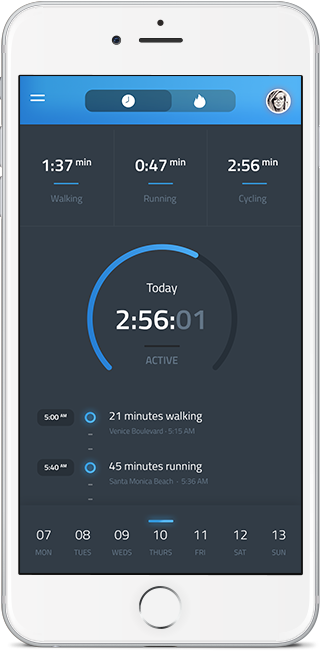 1:37 min 0:47 min 2:56 min
Walking Running Cycling
Today
2:56:01
ACTIVE
5:00 AM 21 minutes walking
Venice Boulevard - 5:15 AM
5:40 AM 45 minutes running
Santa Monica Beach - 5:36 AM
07 08 09 10 11 12 13
MON TUES WEDS THURS FRI SAT SUN